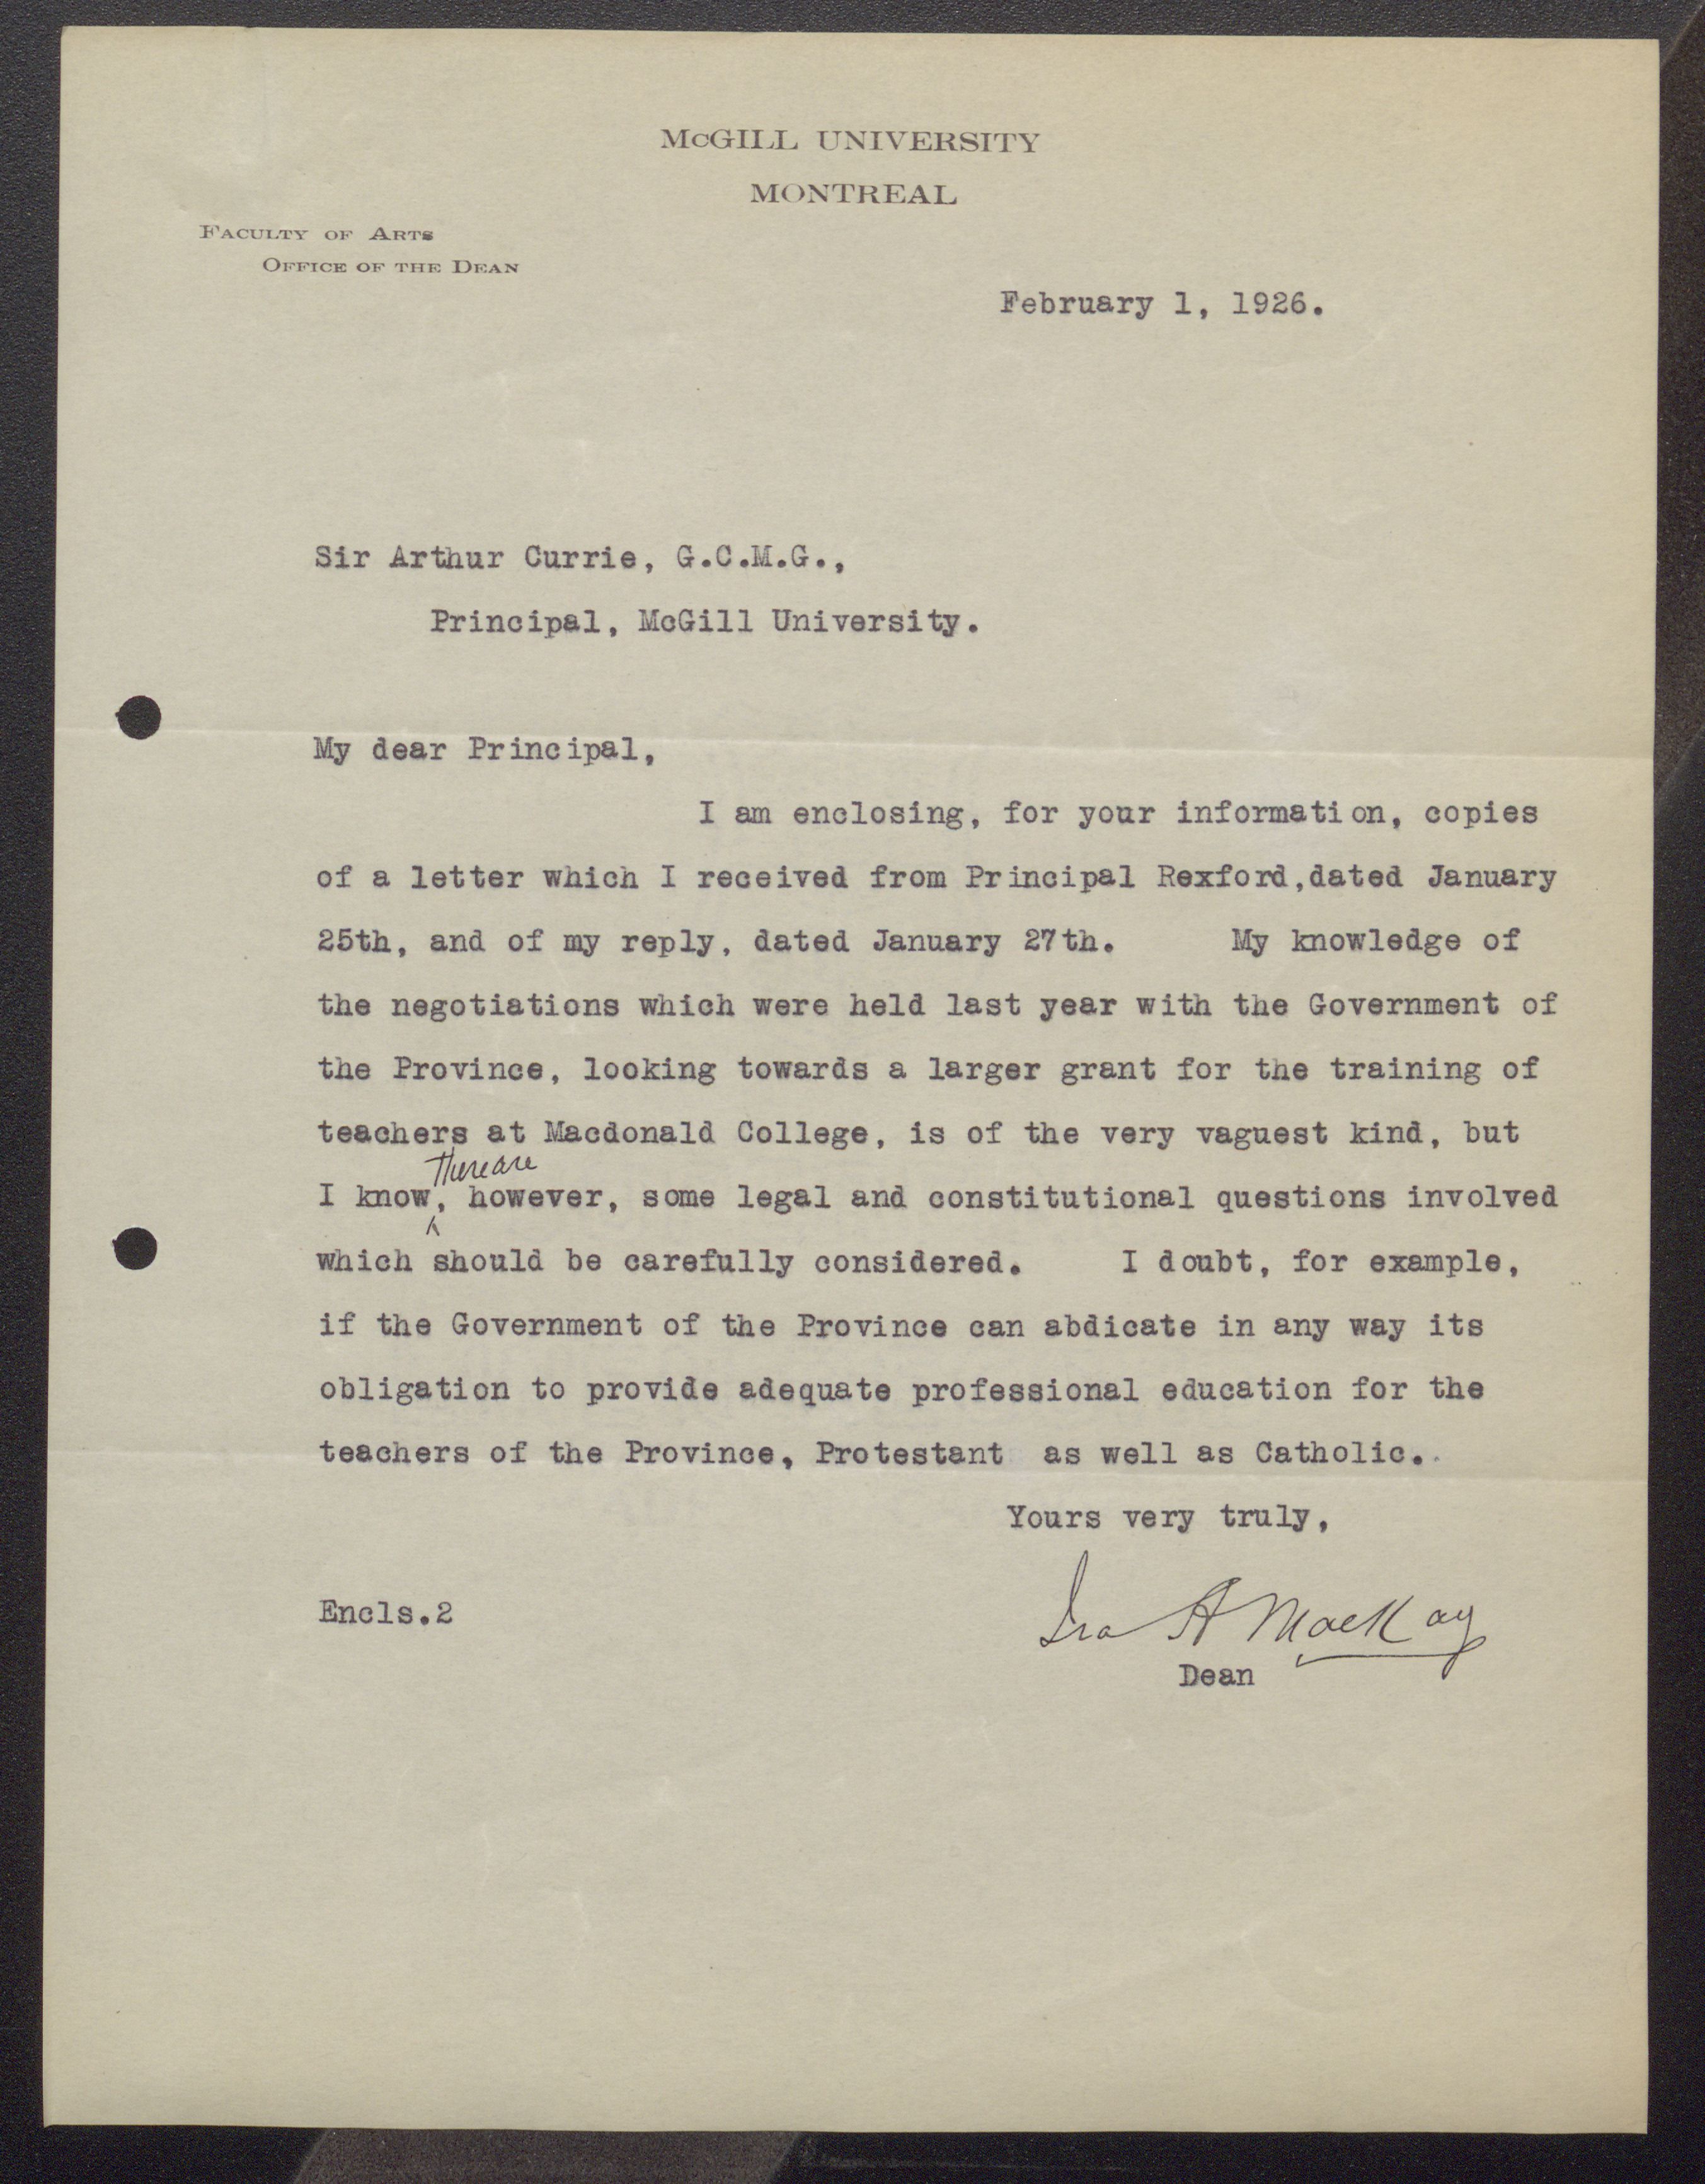 McGILL UNIVERSITY
MONTREAL
FACULTY OF ARTS
OFFICE OF THE DEAN
February 1, 1926.
Sir Arthur Currie, G.C.M.G.,
Principal, McGill University.
My dear Principal,
I am enclosing, for your information, copies
of a letter which I received from Principal Rexford,dated January
25th, and of my reply, dated January 27th. My knowledge of
the negotiations which were held last year with the Government of
the Province, looking towards a larger grant for the training of
teachers at Macdonald College, is of the very vaguest kind, but
there are
I know, however, some legal and constitutional questions involved
which should be carefully considered. I doubt, for example,
if the Government of the Province can abdicate in any way its
obligation to provide adequate professional education for the
teachers of the Province, Protestant as well as Catholic.
Yours very truly,
Encls.2
Ira A MacKay
Dean